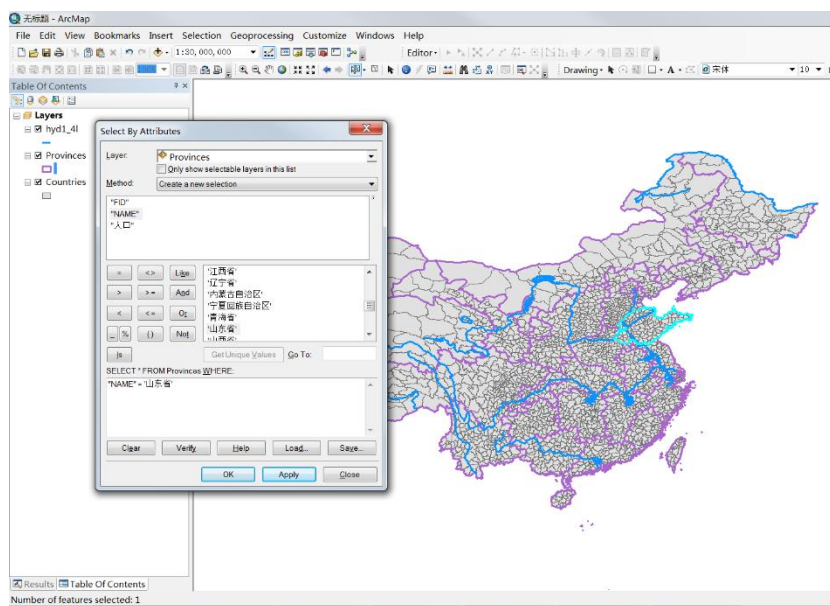 无标题 - ArcMap
File Edit View Bookmarks Insert Selection Geoprocessing Customize Windows Help
1:30,000,000
Editor
Drawing
宋体
10
Table Of Contents
Layers
hyd1_4l
Provinces
Countries
Select By Attributes
Layer:
Provinces
Only show selectable layers in this list
Method:
Create a new selection
"FID"
"NAME"
"人口"
= <> Like
> >= And
< <= Or
_ % () Not
Is
'江西省'
'辽宁省'
'内蒙古自治区'
'宁夏回族自治区'
'青海省'
'山东省'
'山西省'
Get Unique Values
Go To:
SELECT * FROM Provinces WHERE:
"NAME" = '山东省'
Clear Verify Help Load... Save...
OK Apply Close
Results Table Of Contents
Number of features selected: 1